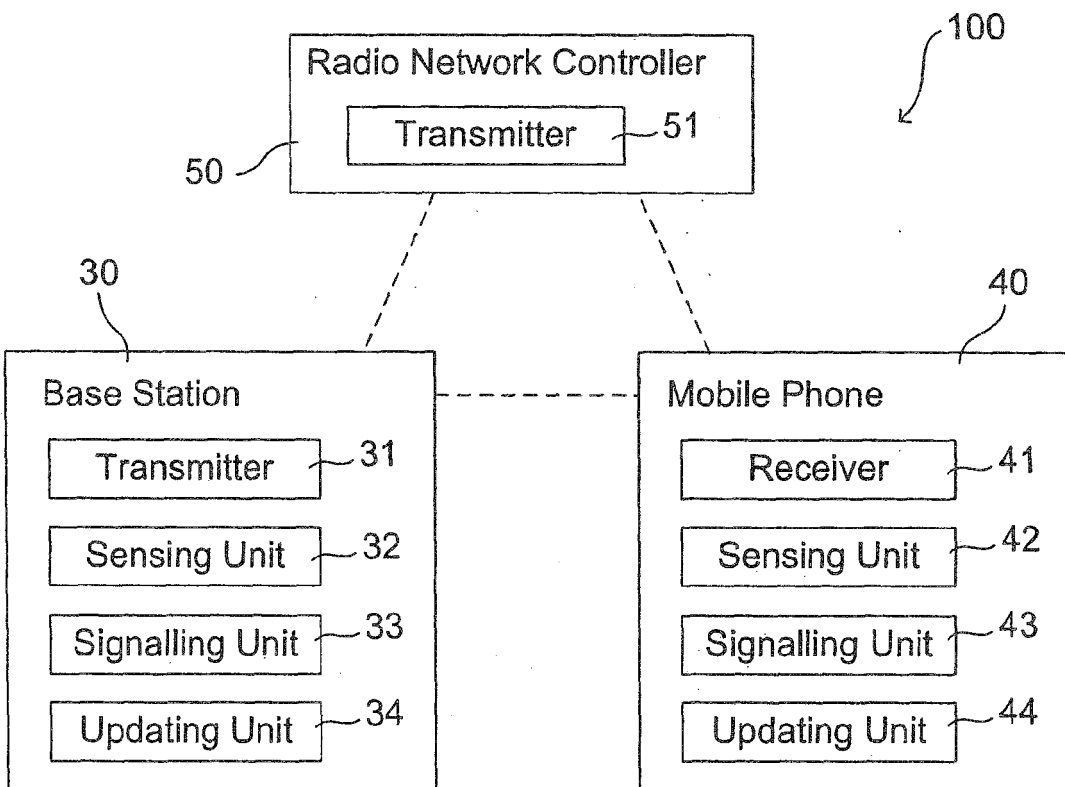 100
Radio Network Controller
Transmitter
51
50
30
40
Base Station
Mobile Phone
Transmitter
31
Receiver
41
Sensing Unit
32
Sensing Unit
42
Signalling Unit
33
Signalling Unit
43
Updating Unit
34
Updating Unit
44